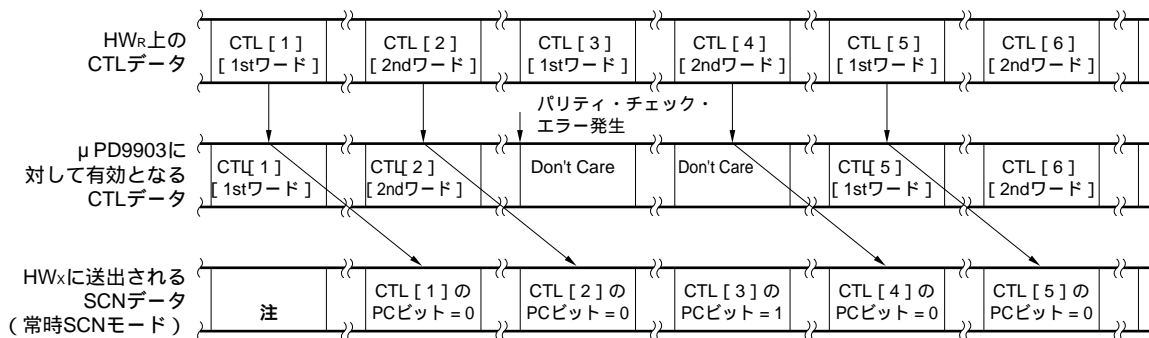 HWR上の
CTLデータ
CTL [ 1 ]
[ 1stワード ]
CTL [ 2 ]
[ 2ndワード ]
CTL [ 3 ]
[ 1stワード ]
CTL [ 4 ]
[ 2ndワード ]
CTL [ 5 ]
[ 1stワード ]
CTL [ 6 ]
[ 2ndワード ]
パリティ・チェック・
エラー発生
μPD9903に
対して有効となる
CTLデータ
CTL[ 1 ]
[ 1stワード ]
CTL[ 2 ]
[ 2ndワード ]
Don't Care
Don't Care
CTL[ 5 ]
[ 1stワード ]
CTL [ 6 ]
[ 2ndワード ]
HWXに送出される
SCNデータ
( 常時SCNモード )
注
CTL [ 1 ] の
PCビット = 0
CTL [ 2 ] の
PCビット = 0
CTL [ 3 ] の
PCビット = 1
CTL [ 4 ] の
PCビット = 0
CTL [ 5 ] の
PCビット = 0